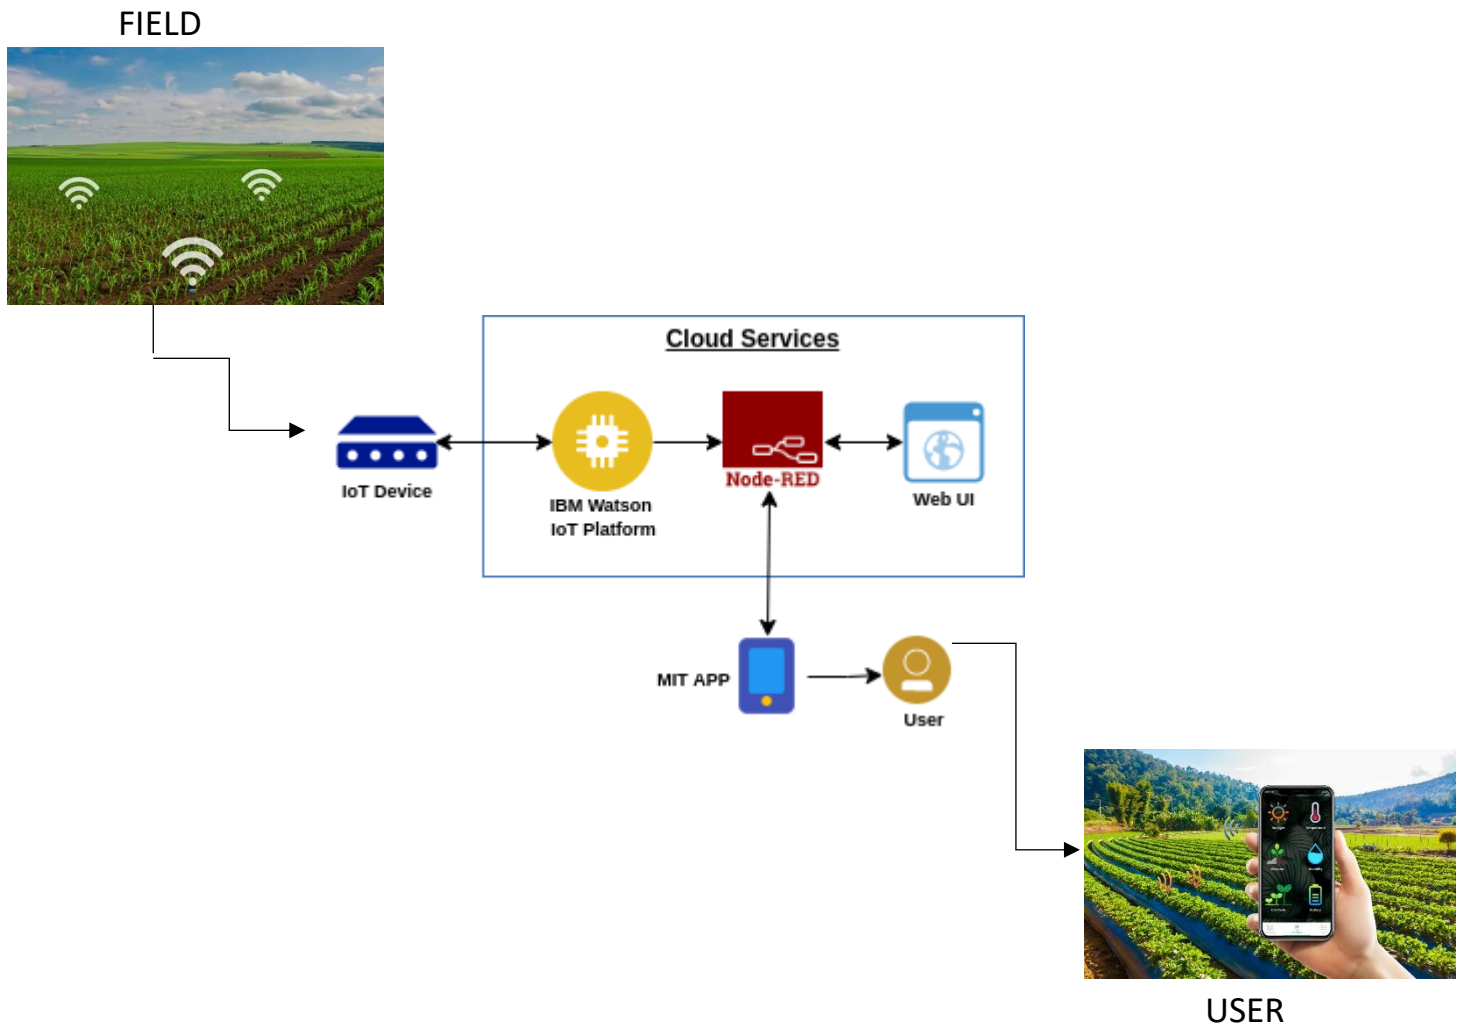 FIELD
Cloud Services
Node-RED
IoT Device
Web UI
IBM Watson
IoT Platform
MIT APP
User
USER